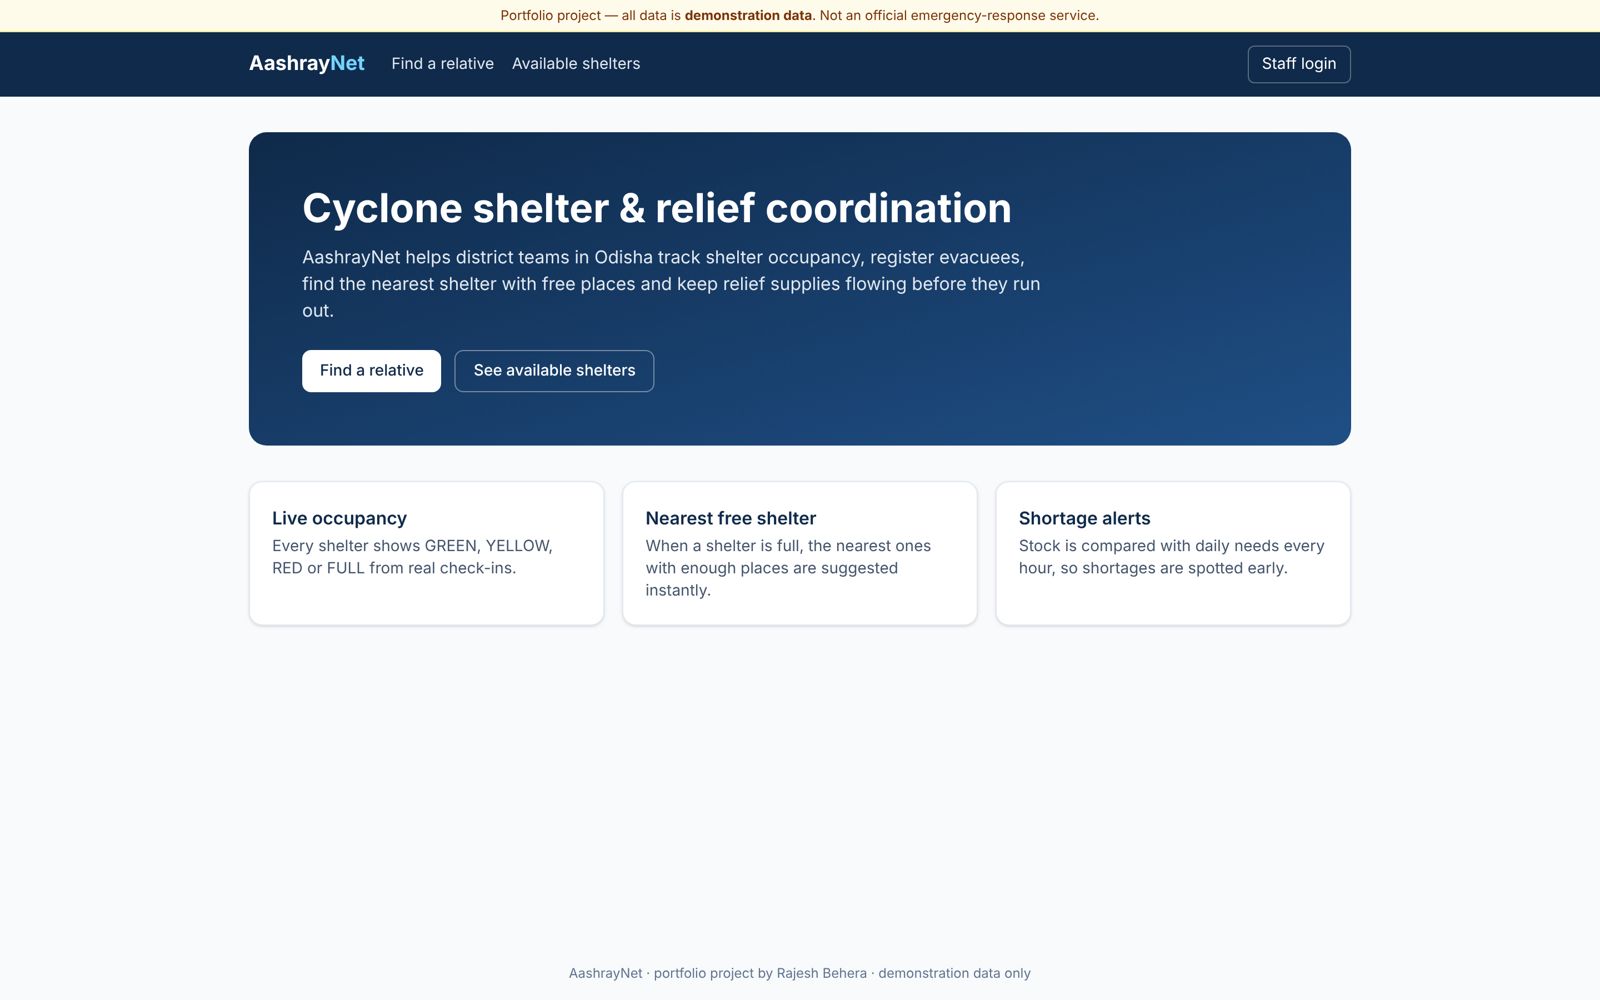 Portfolio project — all data is demonstration data. Not an official emergency-response service.
AashrayNet Find a relative Available shelters Staff login
Cyclone shelter & relief coordination
AashrayNet helps district teams in Odisha track shelter occupancy, register evacuees,
find the nearest shelter with free places and keep relief supplies flowing before they run
out.
Find a relative See available shelters
Live occupancy
Every shelter shows GREEN, YELLOW,
RED or FULL from real check-ins.
Nearest free shelter
When a shelter is full, the nearest ones
with enough places are suggested
instantly.
Shortage alerts
Stock is compared with daily needs every
hour, so shortages are spotted early.
AashrayNet · portfolio project by Rajesh Behera · demonstration data only